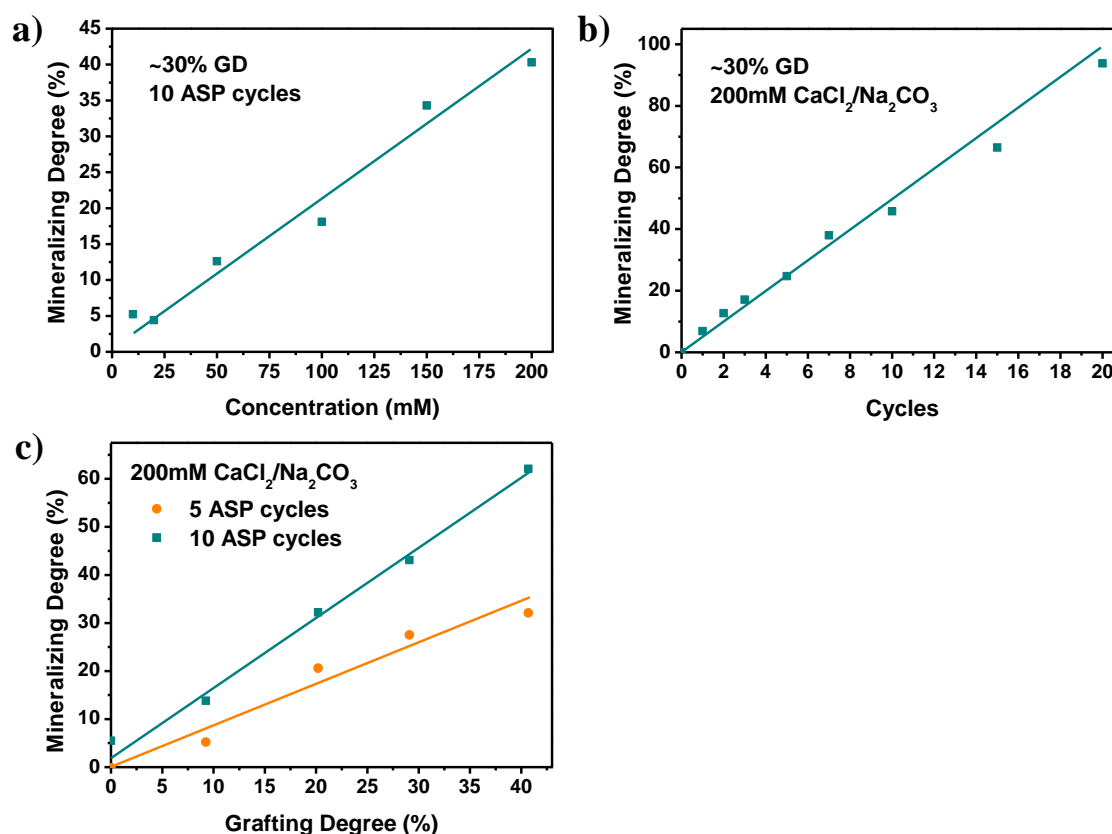 a)
~30% GD
10 ASP cycles
Mineralizing Degree (%)
45
40
35
30
25
20
15
10
5
0
0 25 50 75 100 125 150 175 200
Concentration (mM)
b)
~30% GD
200mM CaCl₂/Na₂CO₃
Mineralizing Degree (%)
100
80
60
40
20
0
0 2 4 6 8 10 12 14 16 18 20
Cycles
c)
200mM CaCl₂/Na₂CO₃
5 ASP cycles
10 ASP cycles
Mineralizing Degree (%)
60
50
40
30
20
10
0
0 5 10 15 20 25 30 35 40
Grafting Degree (%)